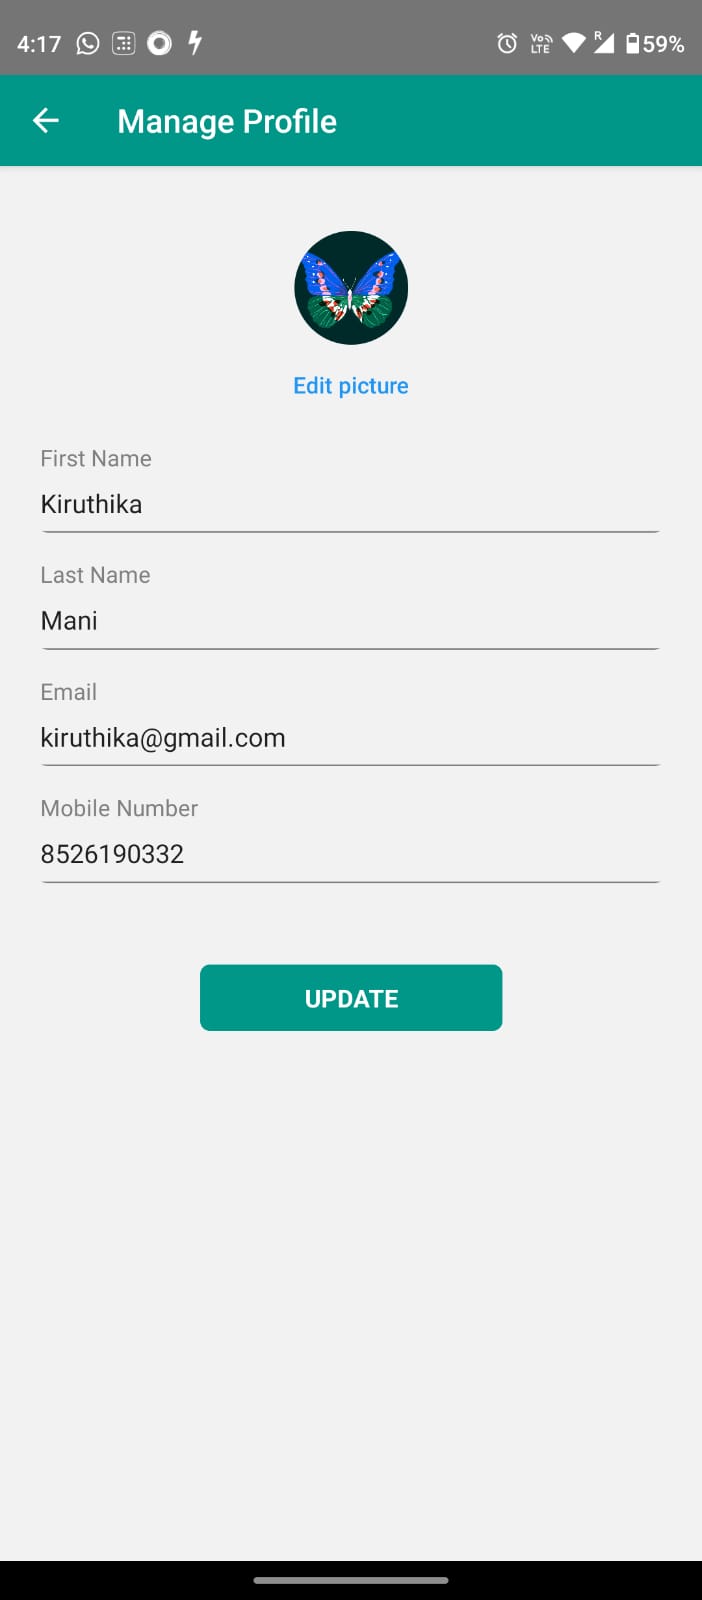 4:17 Vo LTE R 59%
Manage Profile
Edit picture
First Name
Kiruthika
Last Name
Mani
Email
kiruthika@gmail.com
Mobile Number
8526190332
UPDATE